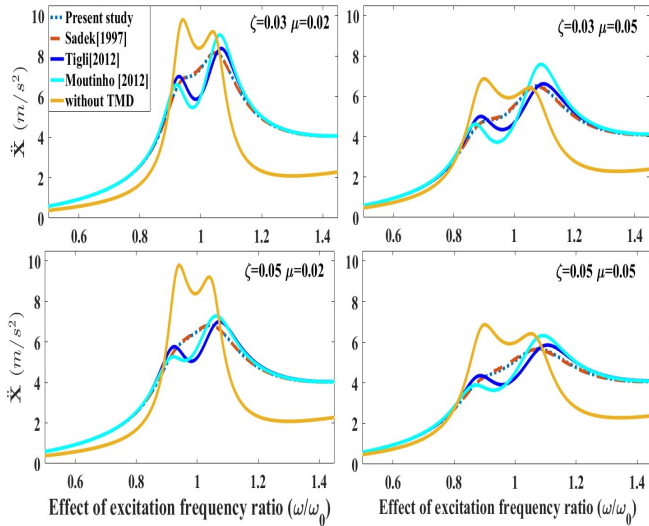 Present study
Sadek[1997]
Tigli[2012]
Moutinho [2012]
without TMD
ζ=0.03 μ=0.02
ζ=0.03 μ=0.05
10
8
6
4
2
0
Ẍ (m/s²)
0.6 0.8 1 1.2 1.4
10
8
6
4
2
0
0.6 0.8 1 1.2 1.4
ζ=0.05 μ=0.02
ζ=0.05 μ=0.05
10
8
6
4
2
0
Ẍ (m/s²)
0.6 0.8 1 1.2 1.4
Effect of excitation frequency ratio (ω/ω₀)
10
8
6
4
2
0
0.6 0.8 1 1.2 1.4
Effect of excitation frequency ratio (ω/ω₀)